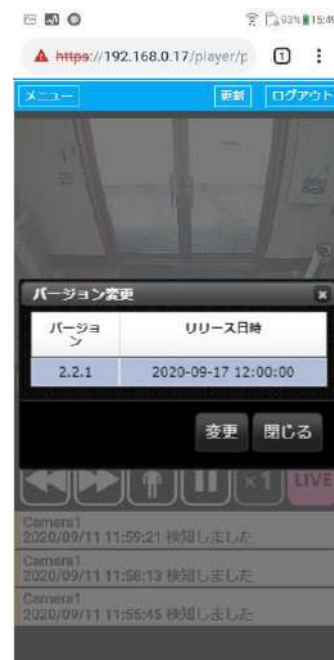 93% 15:49
https://192.168.0.17/player/p
1
メニュー 更新 ログアウト
バージョン変更
バージョ リリース日時
ン
2.2.1 2020-09-17 12:00:00
変更 閉じる
×1 LIVE
Camera1
2020/09/11 11:59:21 検知しました
Camera1
2020/09/11 11:58:13 検知しました
Camera1
2020/09/11 11:55:45 検知しました